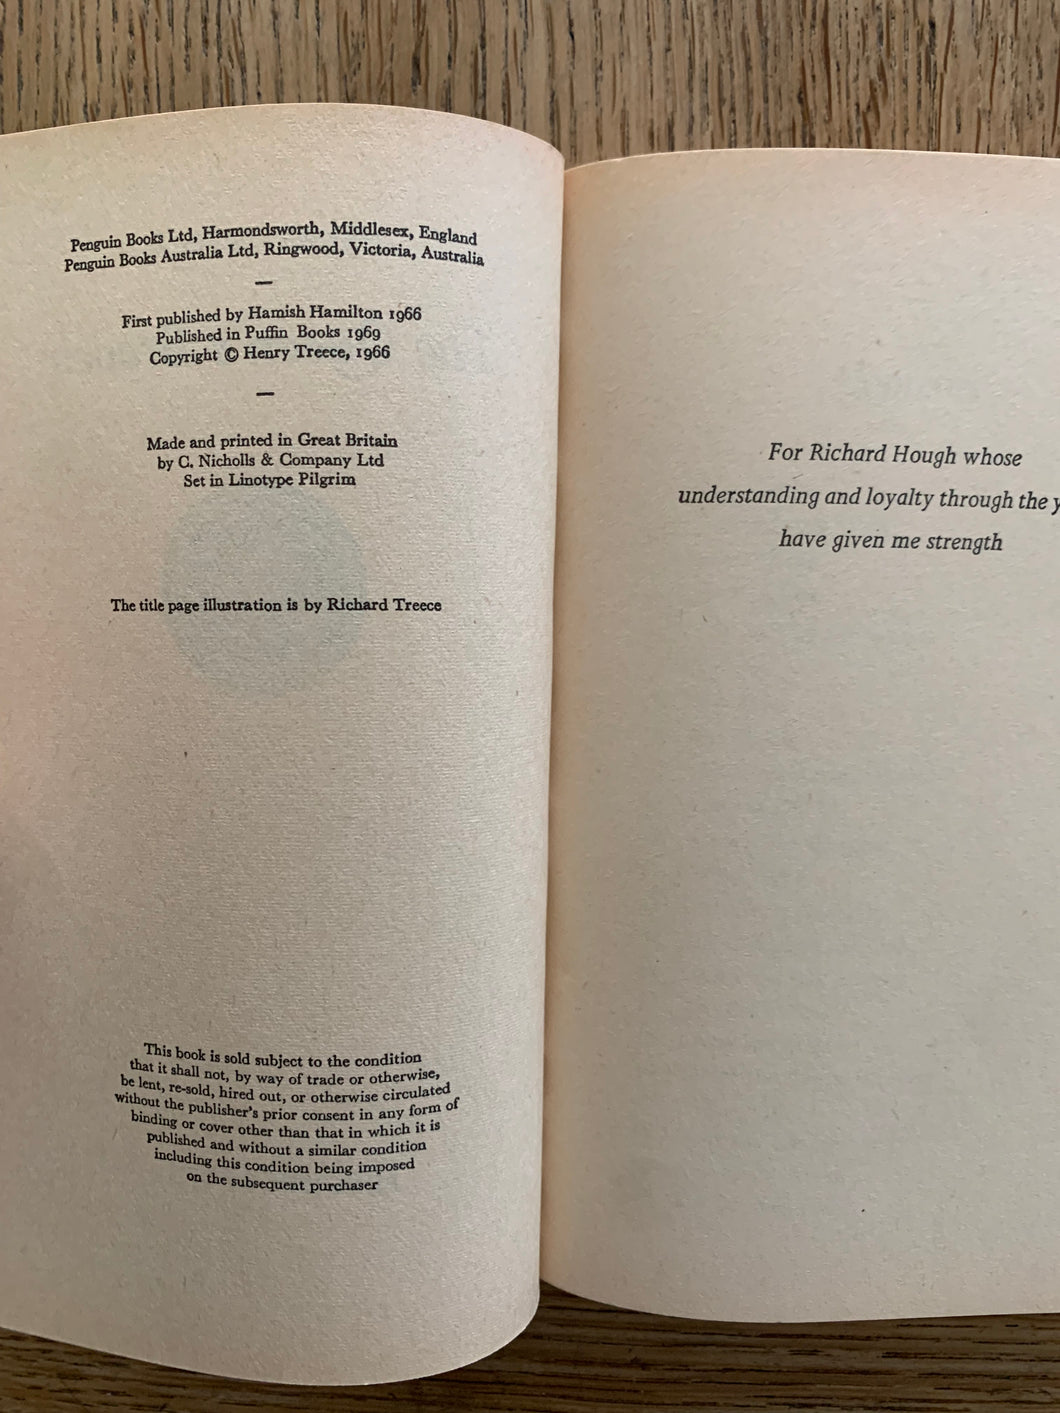 Penguin Books Ltd, Harmondsworth, Middlesex, England
Penguin Books Australia Ltd, Ringwood, Victoria, Australia
First published by Hamish Hamilton 1966
Published in Puffin Books 1969
Copyright © Henry Treece, 1966
Made and printed in Great Britain
by C. Nicholls & Company Ltd
Set in Linotype Pilgrim
The title page illustration is by Richard Treece
This book is sold subject to the condition
that it shall not, by way of trade or otherwise,
be lent, re-sold, hired out, or otherwise circulated
without the publisher's prior consent in any form of
binding or cover other than that in which it is
published and without a similar condition
including this condition being imposed
on the subsequent purchaser
For Richard Hough whose
understanding and loyalty through the
have given me strength